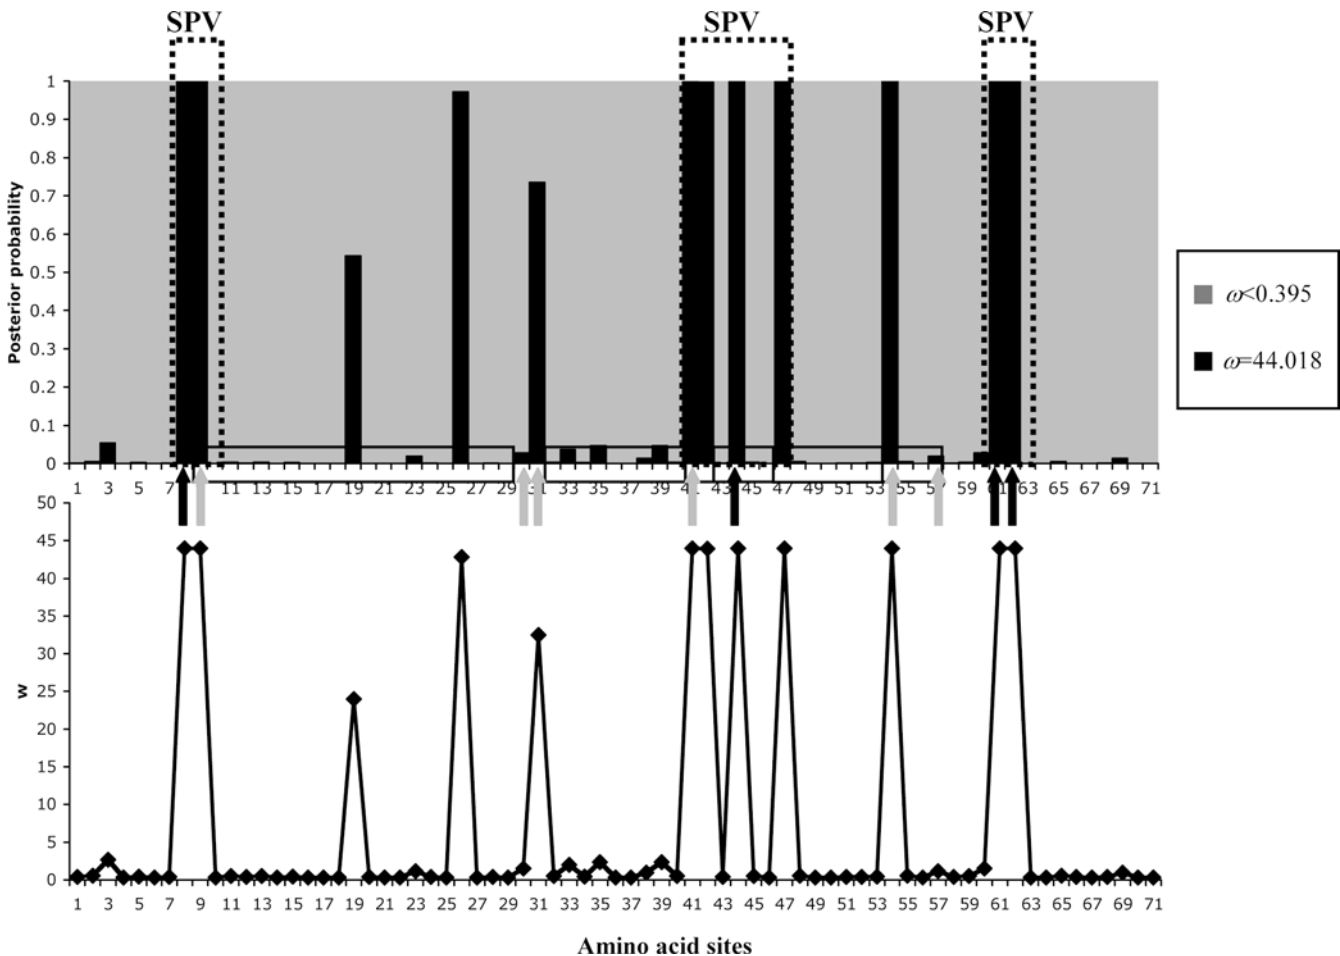 SPV SPV SPV
1
0.9
0.8
0.7
0.6
0.5
0.4
0.3
0.2
0.1
0
Posterior probability
ω<0.395
ω=44.018
1 3 5 7 11 13 15 17 19 21 23 25 27 29 31 33 35 37 39 41 43 45 47 49 51 53 55 57 59 61 63 65 67 69 71
50
45
40
35
30
25
20
15
10
5
0
w
1 3 5 7 9 11 13 15 17 19 21 23 25 27 29 31 33 35 37 39 41 43 45 47 49 51 53 55 57 59 61 63 65 67 69 71
Amino acid sites